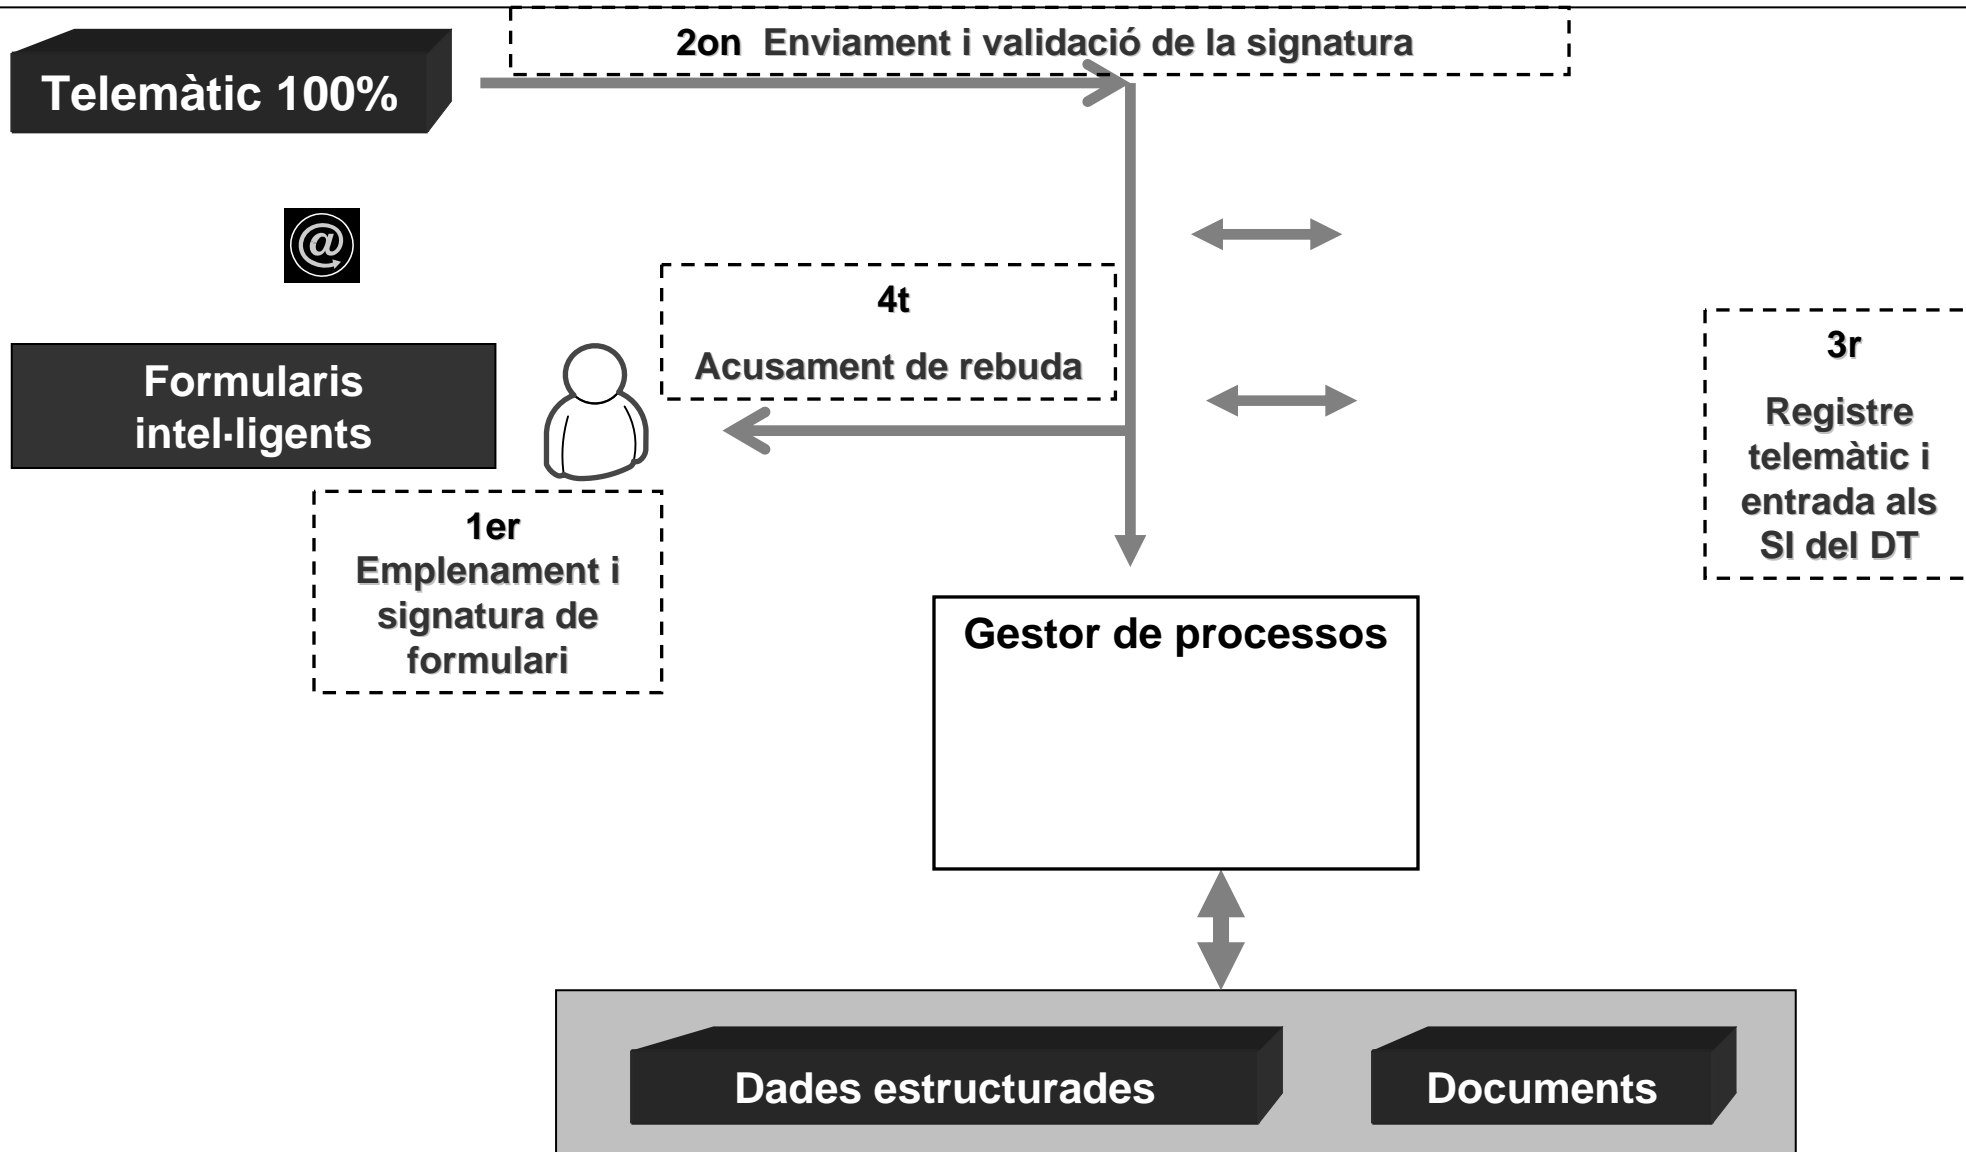 2on Enviament i validació de la signatura
Telemàtic 100%
@
4t
Acusament de rebuda
Formularis
intel·ligents
3r
Registre
telemàtic i
entrada als
SI del DT
1er
Emplenament i
signatura de
formulari
Gestor de processos
Dades estructurades
Documents